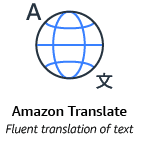 A
文
Amazon Translate
Fluent translation of text